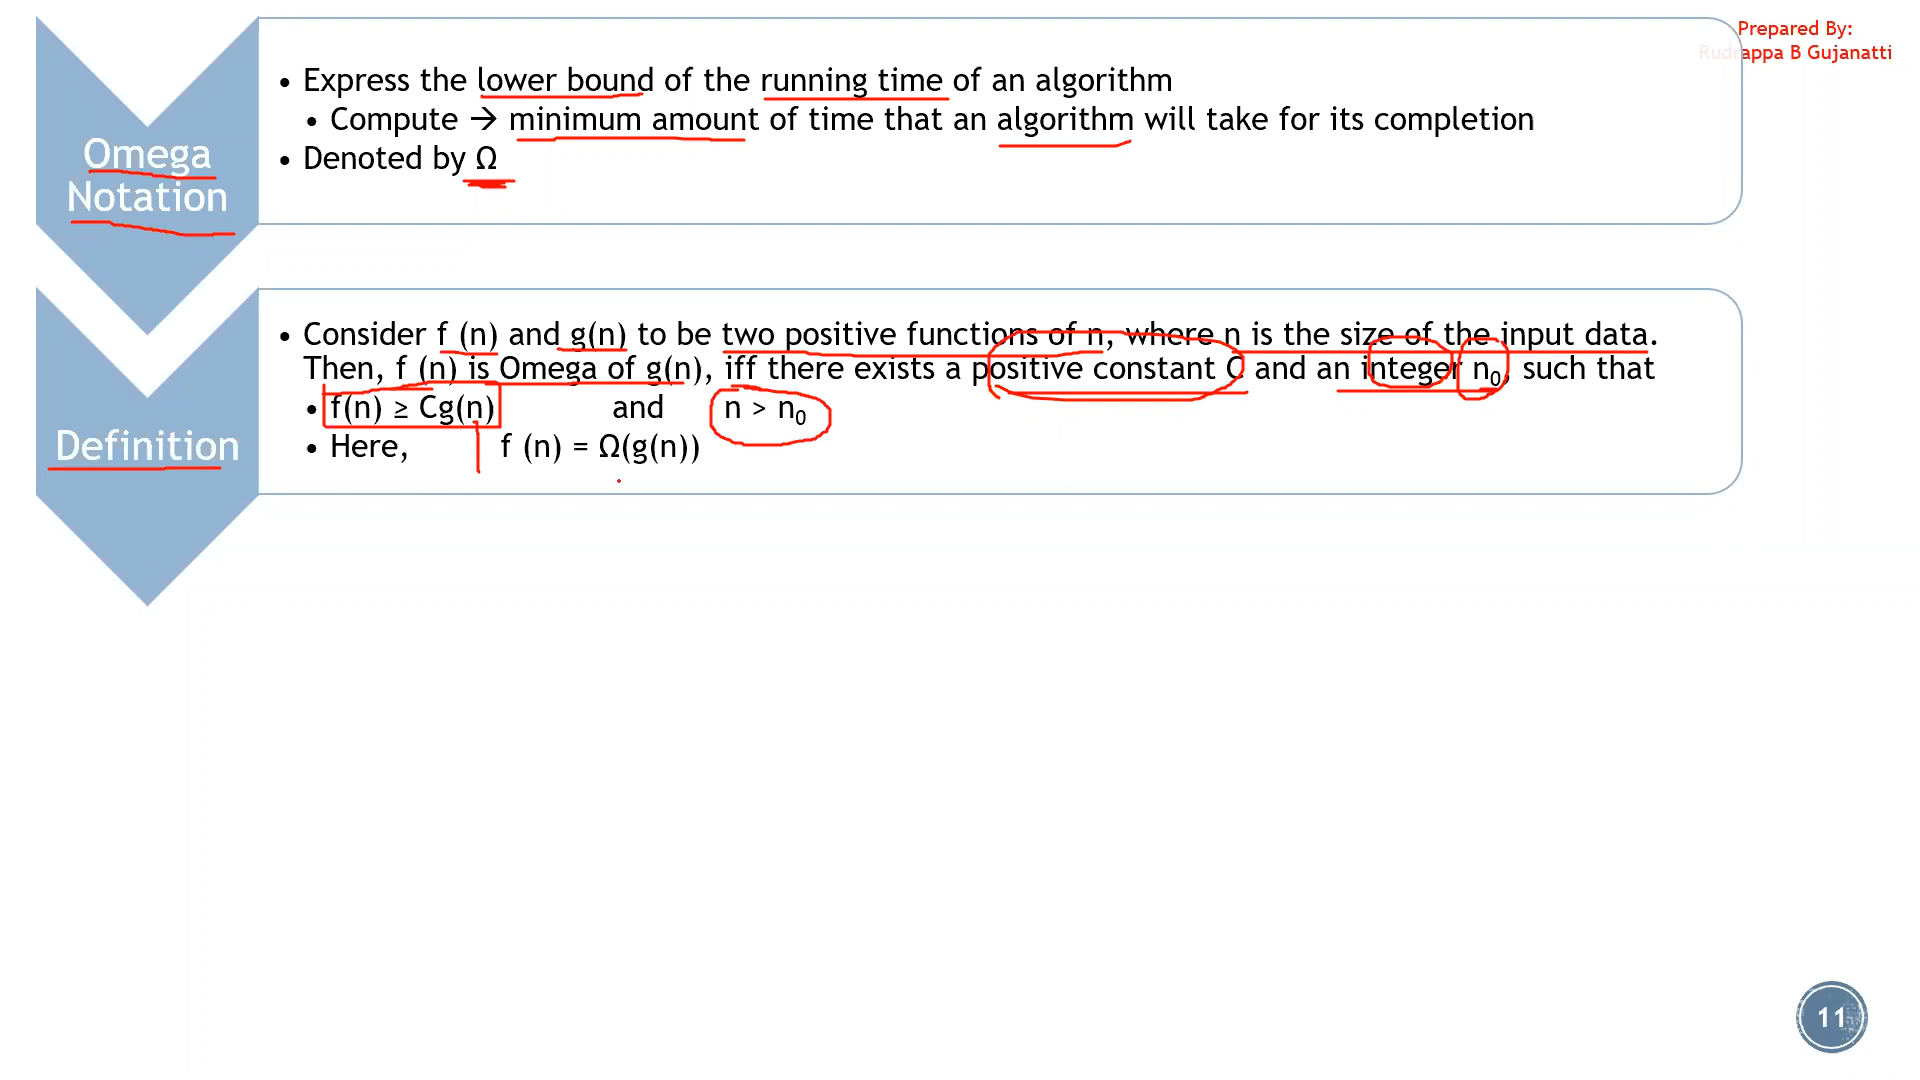 Prepared By:
Rudrappa B Gujanatti
• Express the lower bound of the running time of an algorithm
• Compute → minimum amount of time that an algorithm will take for its completion
• Denoted by Ω
Omega
Notation
• Consider f (n) and g(n) to be two positive functions of n, where n is the size of the input data.
Then, f (n) is Omega of g(n), iff there exists a positive constant C and an integer n₀, such that
• f(n) ≥ Cg(n) and n > n₀
• Here, f (n) = Ω(g(n))
Definition
11